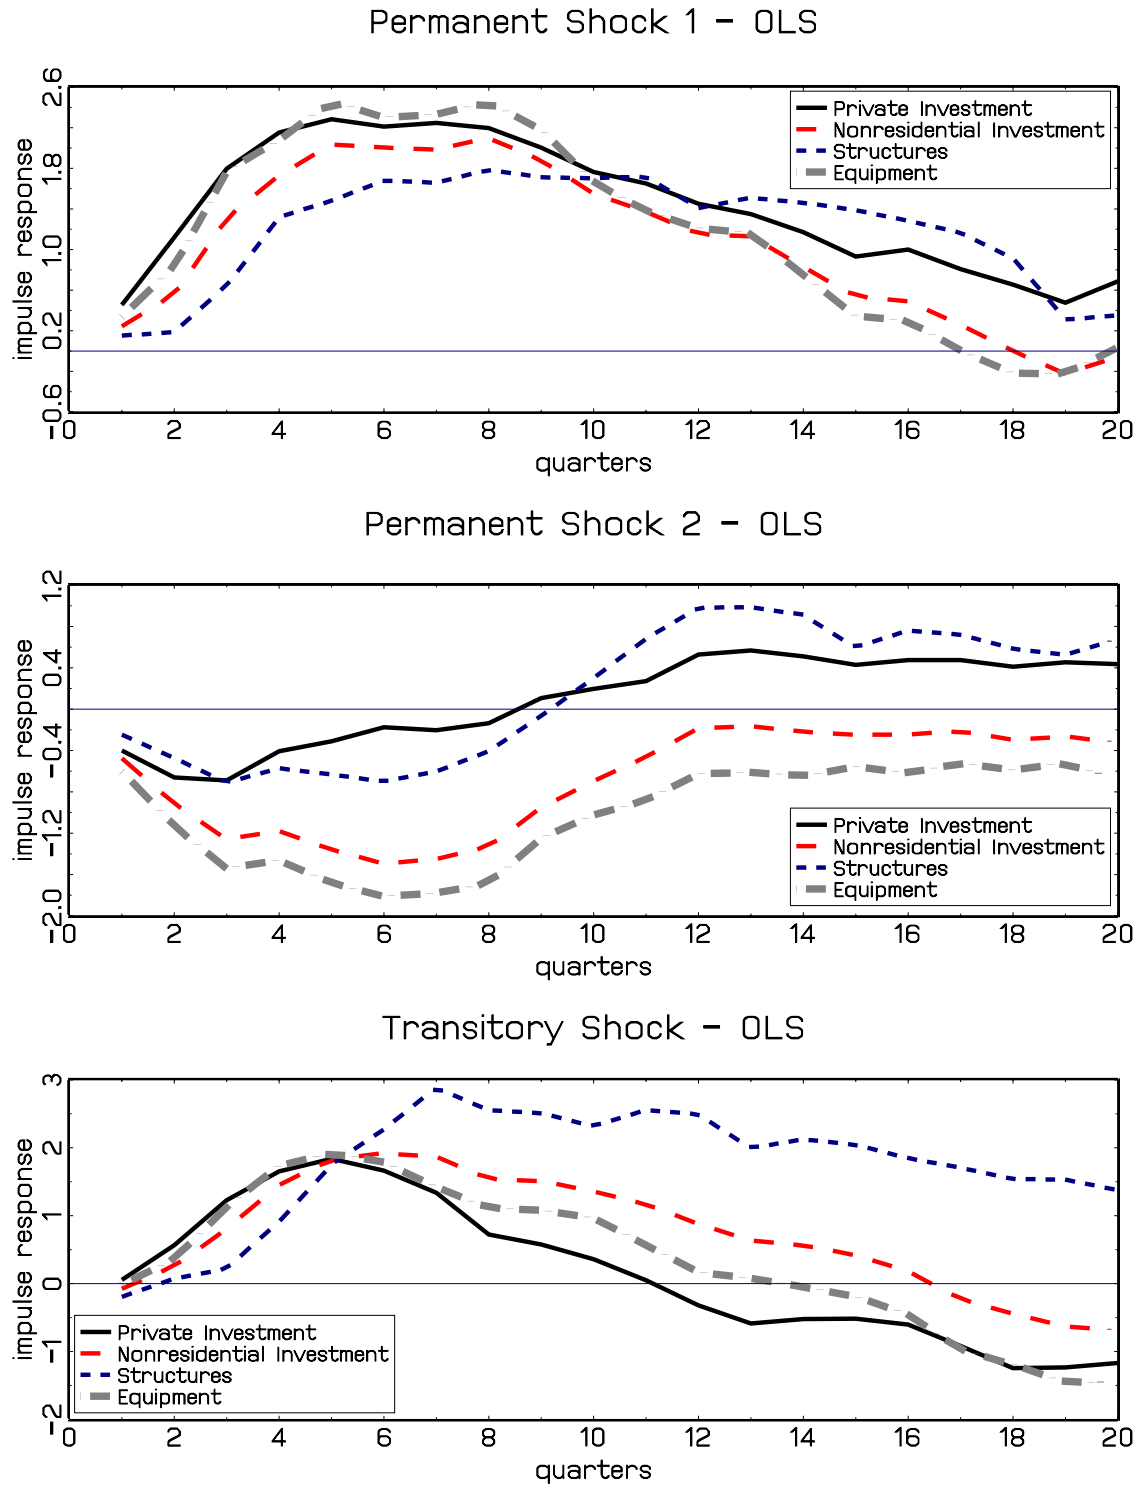 Permanent Shock 1 – OLS
impulse response
2.6
1.8
1.0
0.2
-0.6
Private Investment
Nonresidential Investment
Structures
Equipment
0 2 4 6 8 10 12 14 16 18 20
quarters
Permanent Shock 2 – OLS
impulse response
1.2
0.4
-0.4
-1.2
-2.0
Private Investment
Nonresidential Investment
Structures
Equipment
0 2 4 6 8 10 12 14 16 18 20
quarters
Transitory Shock – OLS
impulse response
3
2
1
0
-1
-2
Private Investment
Nonresidential Investment
Structures
Equipment
0 2 4 6 8 10 12 14 16 18 20
quarters